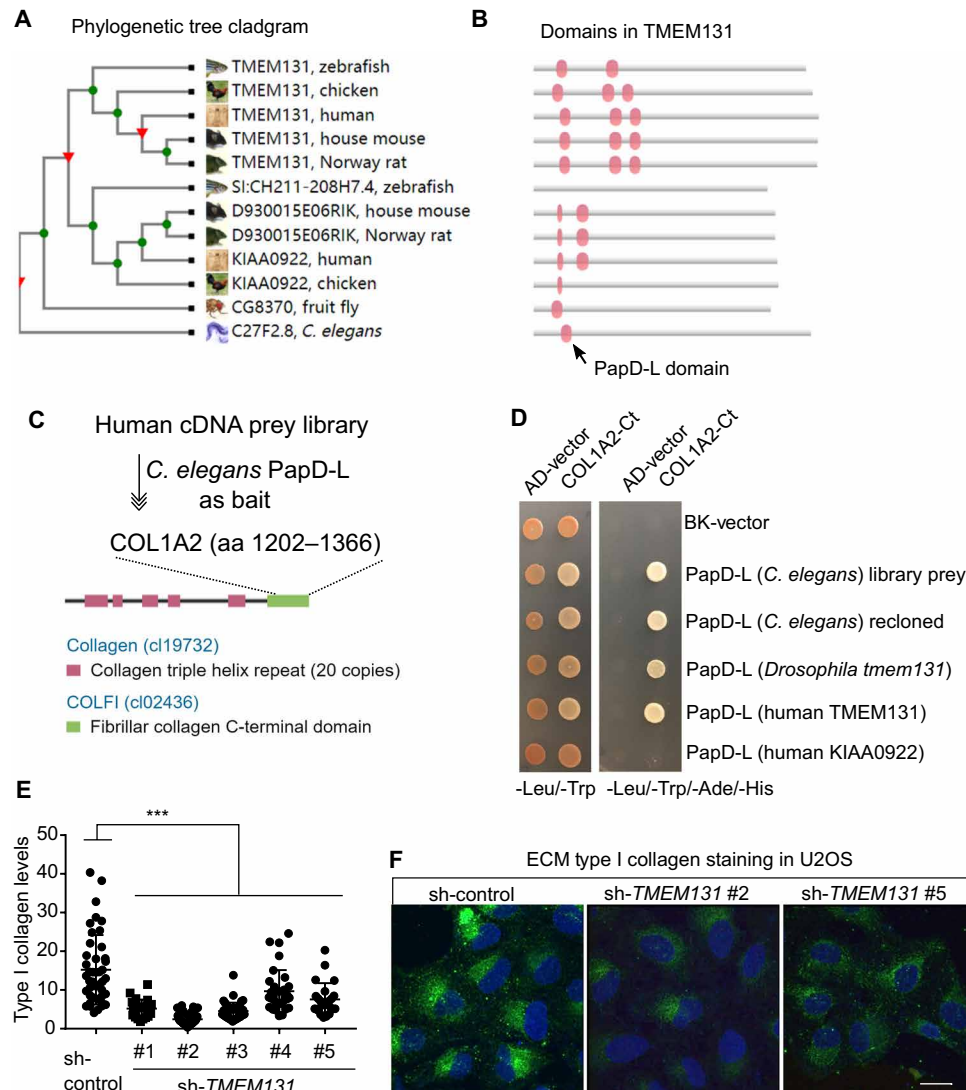 A
Phylogenetic tree cladgram
TMEM131, zebrafish
TMEM131, chicken
TMEM131, human
TMEM131, house mouse
TMEM131, Norway rat
SI:CH211-208H7.4, zebrafish
D930015E06RIK, house mouse
D930015E06RIK, Norway rat
KIAA0922, human
KIAA0922, chicken
CG8370, fruit fly
C27F2.8, C. elegans
B
Domains in TMEM131
PapD-L domain
C
Human cDNA prey library
C. elegans PapD-L
as bait
COL1A2 (aa 1202–1366)
Collagen (cl19732)
Collagen triple helix repeat (20 copies)
COLFI (cl02436)
Fibrillar collagen C-terminal domain
D
AD-vector
COL1A2-Ct
AD-vector
COL1A2-Ct
BK-vector
PapD-L (C. elegans) library prey
PapD-L (C. elegans) recloned
PapD-L (Drosophila tmem131)
PapD-L (human TMEM131)
PapD-L (human KIAA0922)
-Leu/-Trp
-Leu/-Trp/-Ade/-His
E
***
Type I collagen levels
50
40
30
20
10
0
sh-
control
#1 #2 #3 #4 #5
sh-TMEM131
F
ECM type I collagen staining in U2OS
sh-control
sh-TMEM131 #2
sh-TMEM131 #5